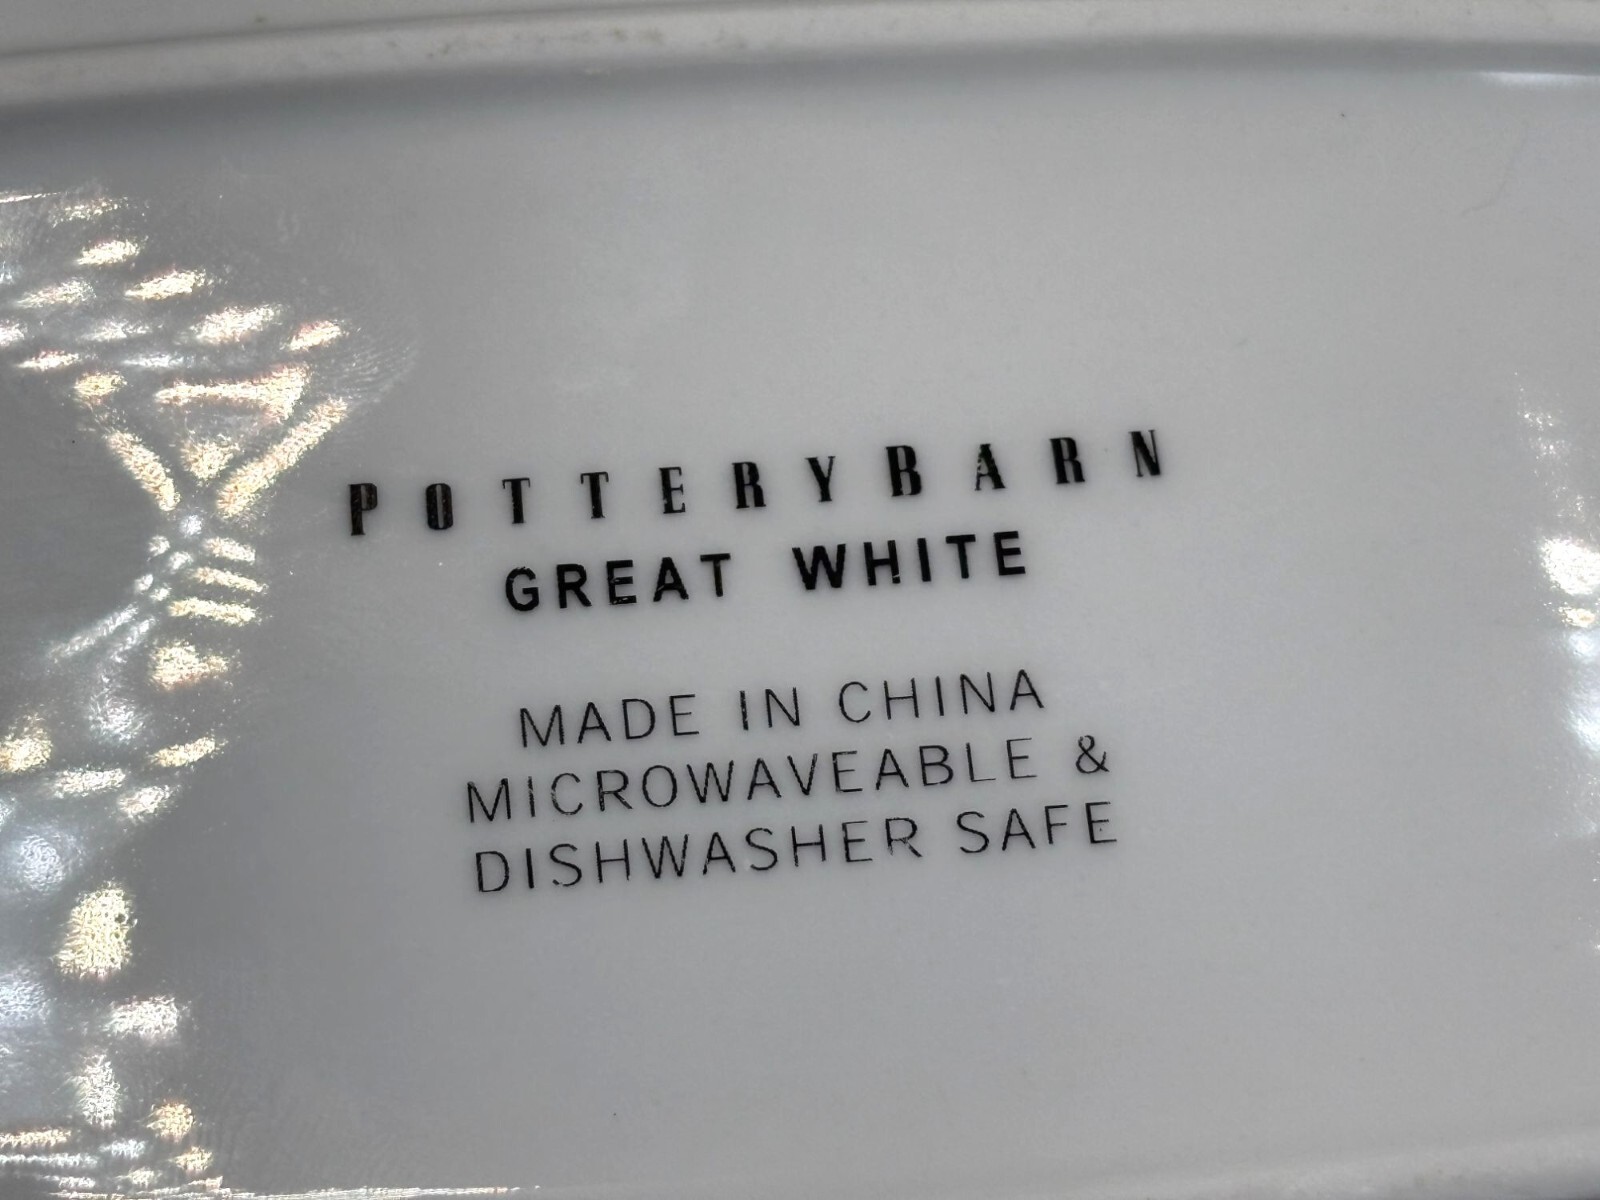 POTTERYBARN
GREAT WHITE
MADE IN CHINA
MICROWAVEABLE &
DISHWASHER SAFE